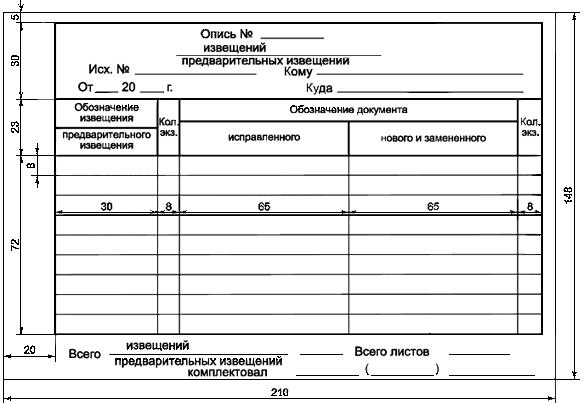 5
Опись №
извещений
предварительных извещений
30
Исх. № Кому
От 20 г. Куда
Обозначение извещения
предварительного извещения
Кол. экз.
Обозначение документа
Кол. экз.
23
исправленного
нового и замененного
8
30 8 65 65 8
148
72
20
Всего извещений
предварительных извещений
Всего листов
комплектовал ( )
210